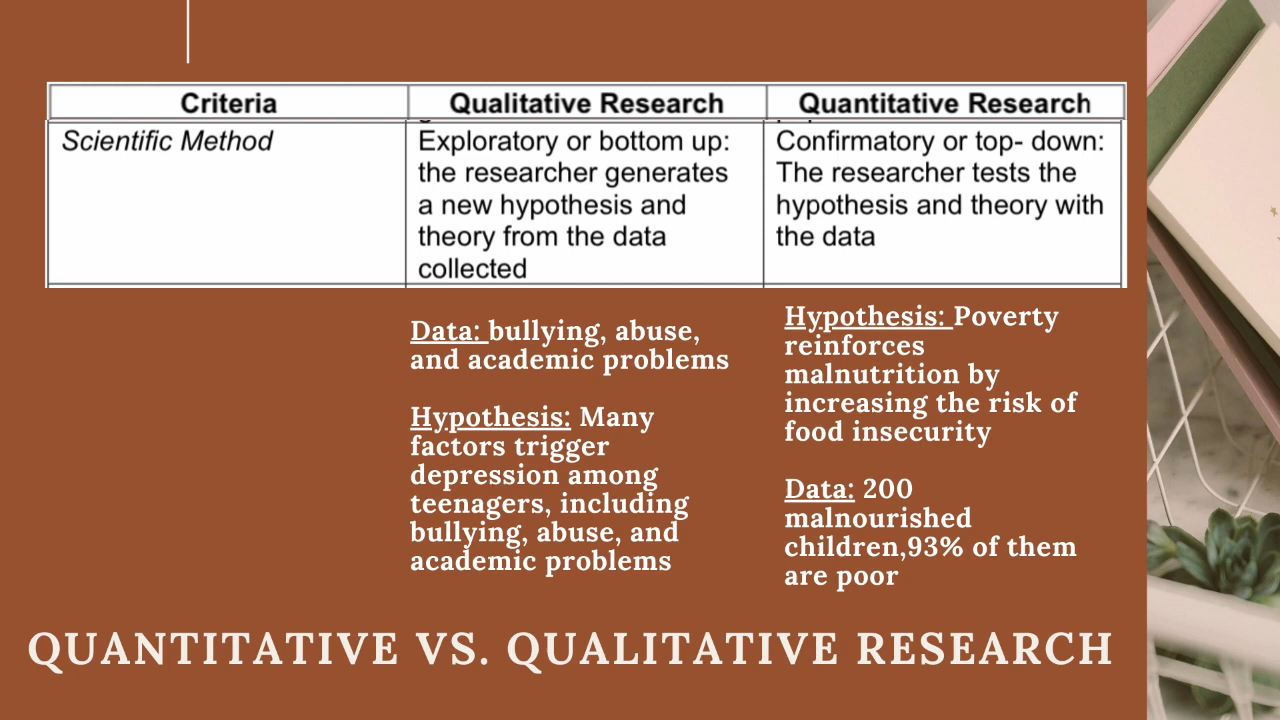 Criteria
Qualitative Research
Quantitative Research
Scientific Method
Exploratory or bottom up:
the researcher generates
a new hypothesis and
theory from the data
collected
Confirmatory or top- down:
The researcher tests the
hypothesis and theory with
the data
Data: bullying, abuse,
and academic problems
Hypothesis: Many
factors trigger
depression among
teenagers, including
bullying, abuse, and
academic problems
Hypothesis: Poverty
reinforces
malnutrition by
increasing the risk of
food insecurity
Data: 200
malnourished
children,93% of them
are poor
QUANTITATIVE VS. QUALITATIVE RESEARCH